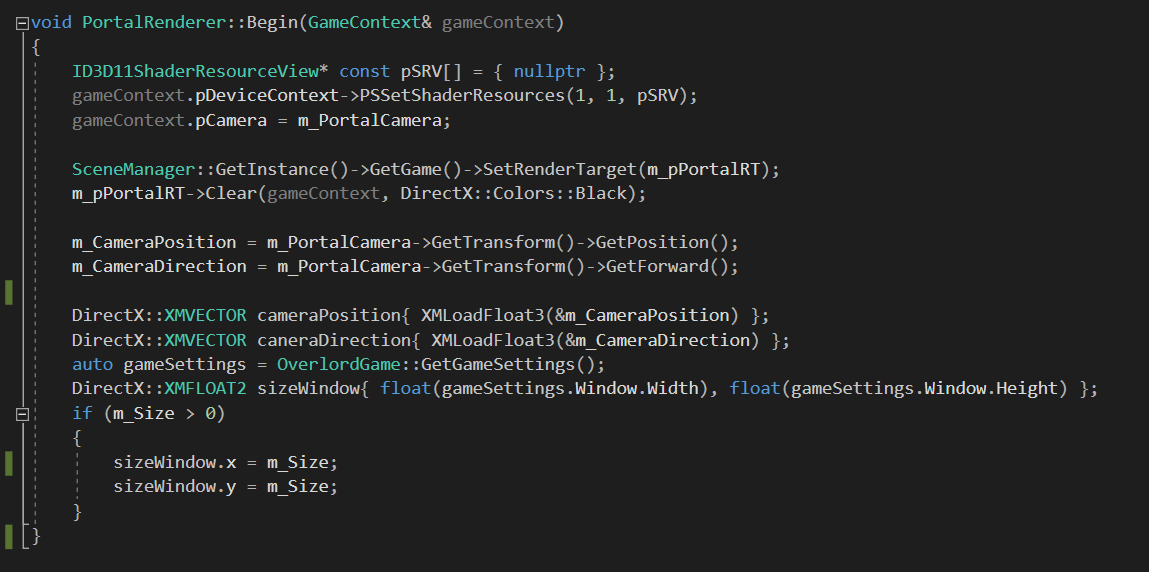 void PortalRenderer::Begin(GameContext& gameContext)
{
ID3D11ShaderResourceView* const pSRV[] = { nullptr };
gameContext.pDeviceContext->PSSetShaderResources(1, 1, pSRV);
gameContext.pCamera = m_PortalCamera;
SceneManager::GetInstance()->GetGame()->SetRenderTarget(m_pPortalRT);
m_pPortalRT->Clear(gameContext, DirectX::Colors::Black);
m_CameraPosition = m_PortalCamera->GetTransform()->GetPosition();
m_CameraDirection = m_PortalCamera->GetTransform()->GetForward();
DirectX::XMVECTOR cameraPosition{ XMLoadFloat3(&m_CameraPosition) };
DirectX::XMVECTOR caneraDirection{ XMLoadFloat3(&m_CameraDirection) };
auto gameSettings = OverlordGame::GetGameSettings();
DirectX::XMFLOAT2 sizeWindow{ float(gameSettings.Window.Width), float(gameSettings.Window.Height) };
if (m_Size > 0)
{
sizeWindow.x = m_Size;
sizeWindow.y = m_Size;
}
}